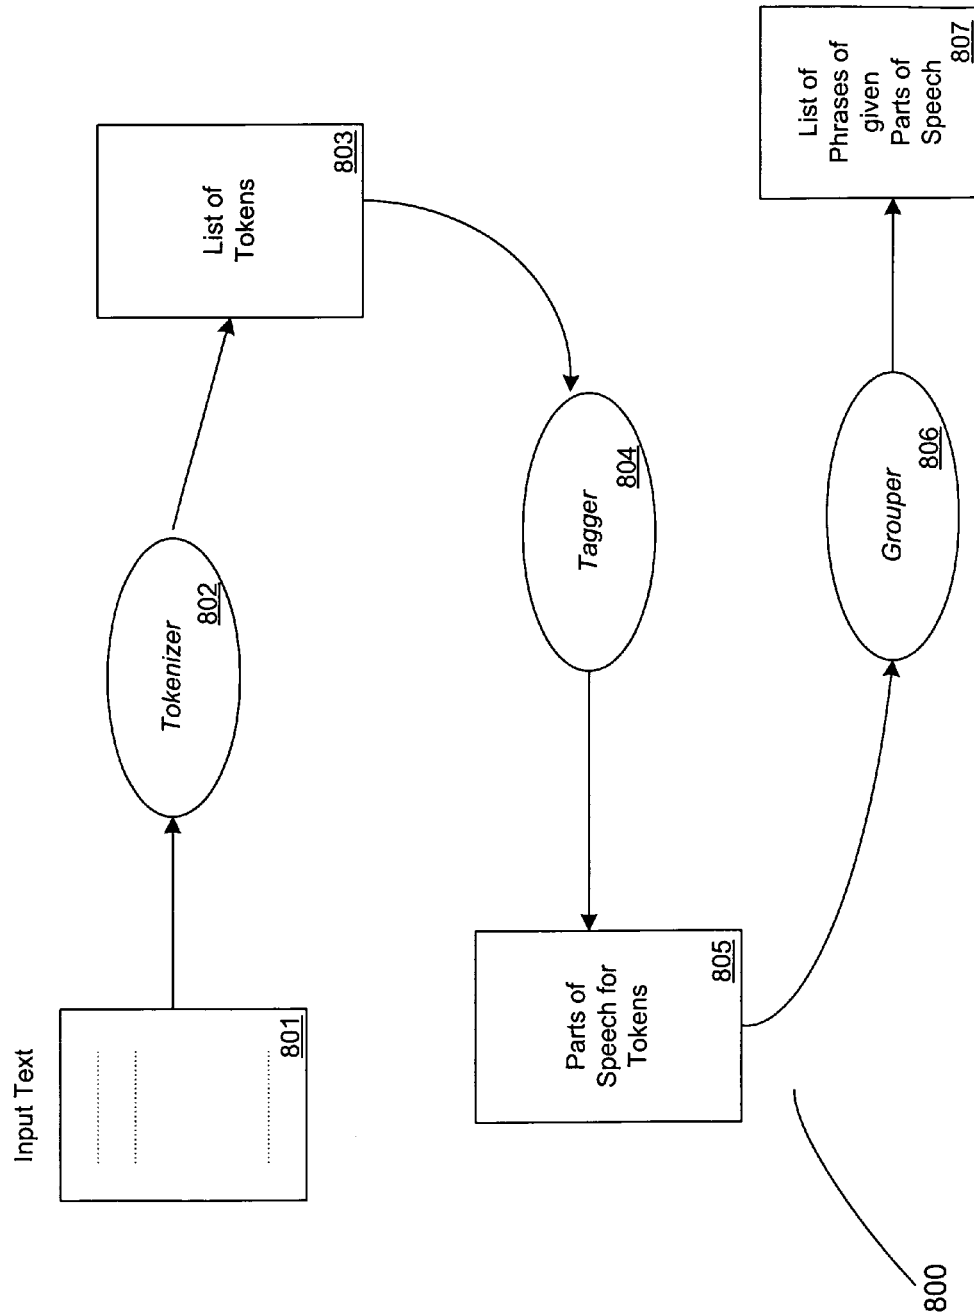 Input Text
801
Tokenizer
802
List of
Tokens
803
Tagger
804
Parts of
Speech for
Tokens
805
Grouper
806
List of
Phrases of
given
Parts of
Speech
807
800